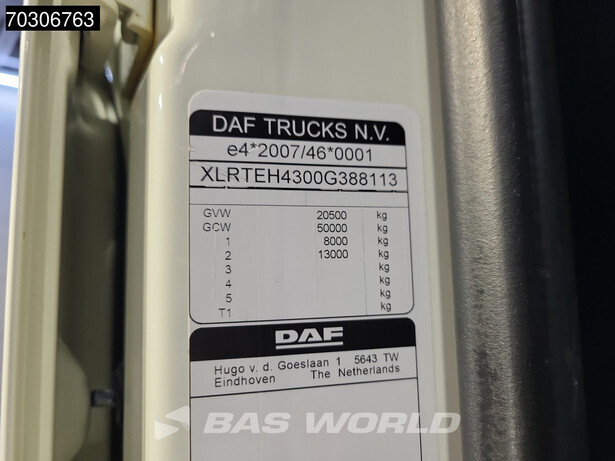 70306763
DAF TRUCKS N.V.
e4*2007/46*0001
XLRTEH4300G388113
GVW 20500 kg
GCW 50000 kg
1 8000 kg
2 13000 kg
3 kg
4 kg
5 kg
T1 kg
DAF
Hugo v. d. Goeslaan 1 5643 TW
Eindhoven The Netherlands
BAS WORLD